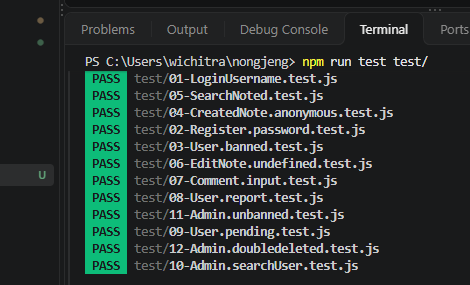 Problems Output Debug Console Terminal Ports
PS C:\Users\wichitra\nongjeng> npm run test test/
PASS test/01-LoginUsername.test.js
PASS test/05-SearchNoted.test.js
PASS test/04-CreatedNote.anonymous.test.js
PASS test/02-Register.password.test.js
PASS test/03-User.banned.test.js
U PASS test/06-EditNote.undefined.test.js
PASS test/07-Comment.input.test.js
PASS test/08-User.report.test.js
PASS test/11-Admin.unbanned.test.js
PASS test/09-User.pending.test.js
PASS test/12-Admin.doubledeleted.test.js
PASS test/10-Admin.searchUser.test.js